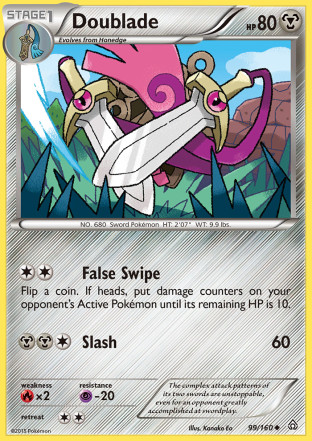 STAGE1
Doublade
HP80
Evolves from Honedge
NO. 680 Sword Pokémon HT: 2'07" WT: 9.9 lbs.
False Swipe
Flip a coin. If heads, put damage counters on your
opponent's Active Pokémon until its remaining HP is 10.
Slash 60
weakness resistance
×2 -20
The complex attack patterns of
its two swords are unstoppable,
even for an opponent greatly
accomplished at swordplay.
retreat
Illus. Kanako Eo 99/160
©2015 Pokémon